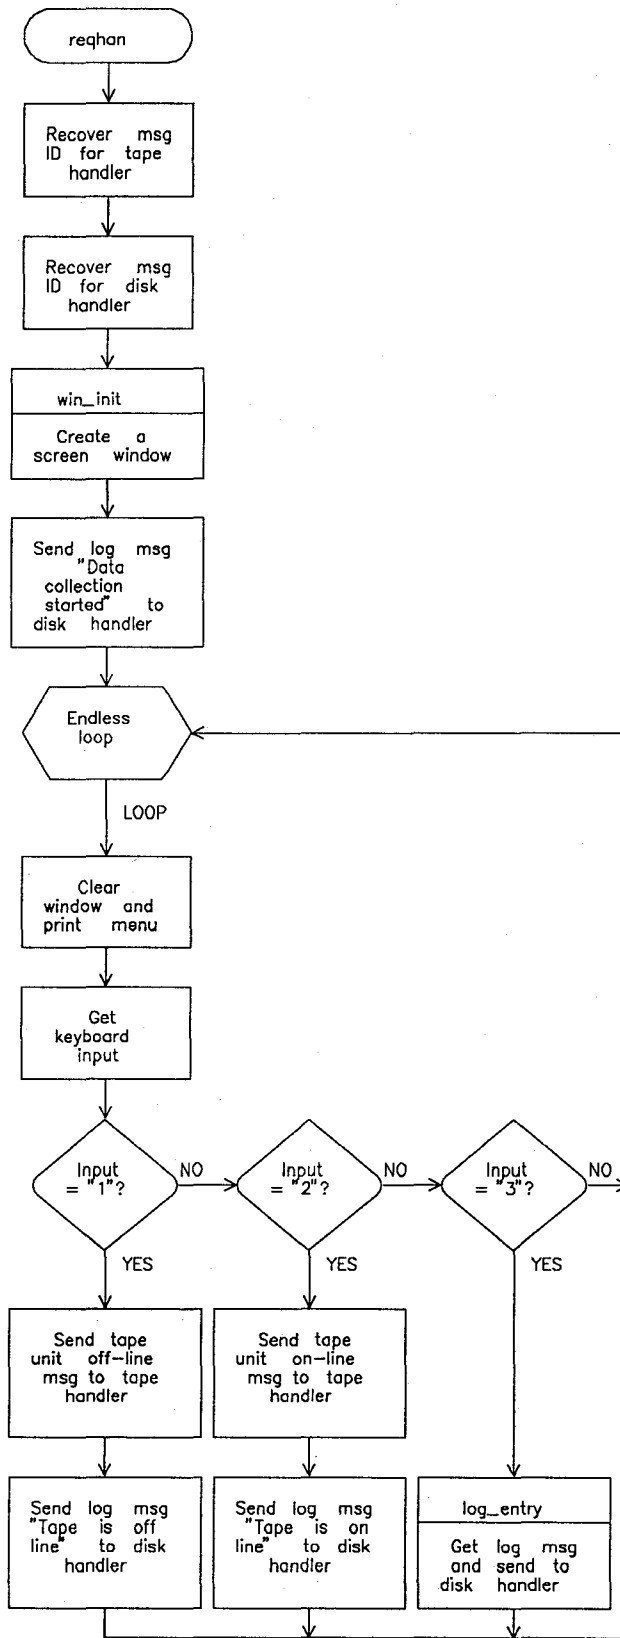 reqhan
Recover msg
ID for tape
handler
Recover msg
ID for disk
handler
win_init
Create a
screen window
Send log msg
"Data
collection
started" to
disk handler
Endless
loop
LOOP
Clear
window and
print menu
Get
keyboard
input
Input
= "1"?
NO
Input
= "2"?
NO
Input
= "3"?
NO
YES
YES
YES
Send tape
unit off-line
msg to tape
handler
Send tape
unit on-line
msg to tape
handler
Send log msg
"Tape is off
line" to disk
handler
Send log msg
"Tape is on
line" to disk
handler
log_entry
Get log msg
and send to
disk handler